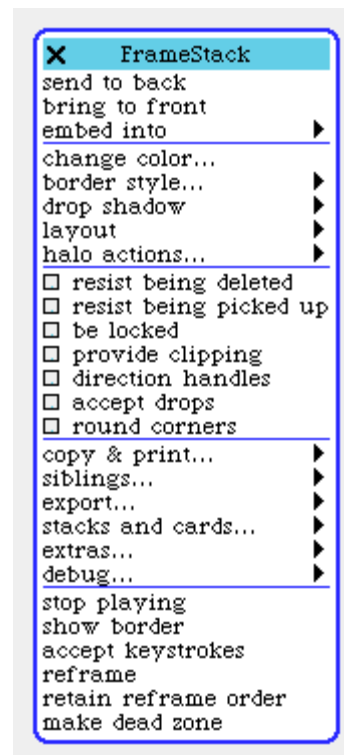 FrameStack
send to back
bring to front
embed into
change color...
border style...
drop shadow
layout
halo actions...
resist being deleted
resist being picked up
be locked
provide clipping
direction handles
accept drops
round corners
copy & print...
siblings...
export...
stacks and cards...
extras...
debug...
stop playing
show border
accept keystrokes
reframe
retain reframe order
make dead zone